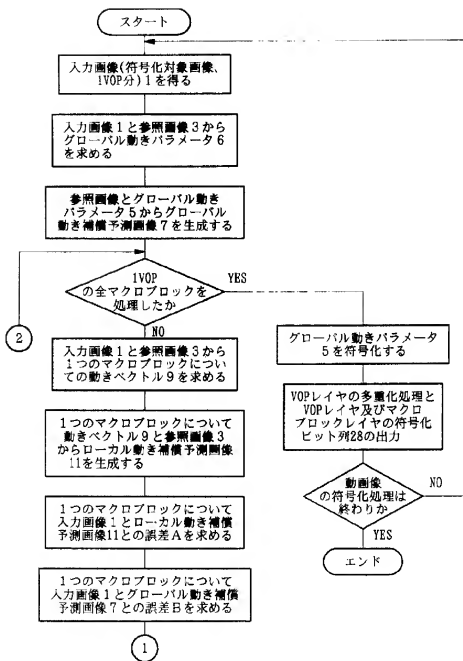 スタート
入力画像(符号化対象画像、
1VOP分)1を得る
入力画像1と参照画像3から
グローバル動きパラメータ6
を求める
参照画像とグローバル動き
パラメータ5からグローバル
動き補償予測画像7を生成する
1VOP
の全マクロブロックを
処理したか
YES
NO
2
入力画像1と参照画像3から
1つのマクロブロックについ
ての動きベクトル9を求める
1つのマクロブロックについて
動きベクトル9と参照画像3
からローカル動き補償予測画像
11を生成する
1つのマクロブロックについて
入力画像1とローカル動き補償
予測画像11との誤差Aを求める
1つのマクロブロックについて
入力画像1とグローバル動き補償
予測画像7との誤差Bを求める
1
グローバル動きパラメータ
5を符号化する
VOPレイヤの多重化処理と
VOPレイヤ及びマクロ
ブロックレイヤの符号化
ビット列28の出力
動画像
の符号化処理は
終わりか
NO
YES
エンド